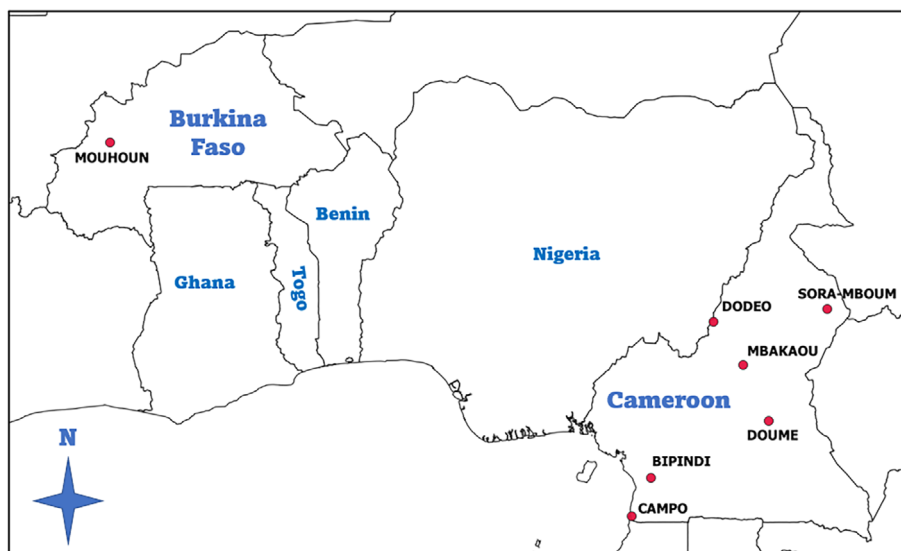 Burkina
Faso
MOUHOUN
Benin
Ghana
Togo
Nigeria
SORA-MBOUM
DODEO
MBAKAOU
Cameroon
DOUME
N
BIPINDI
CAMPO